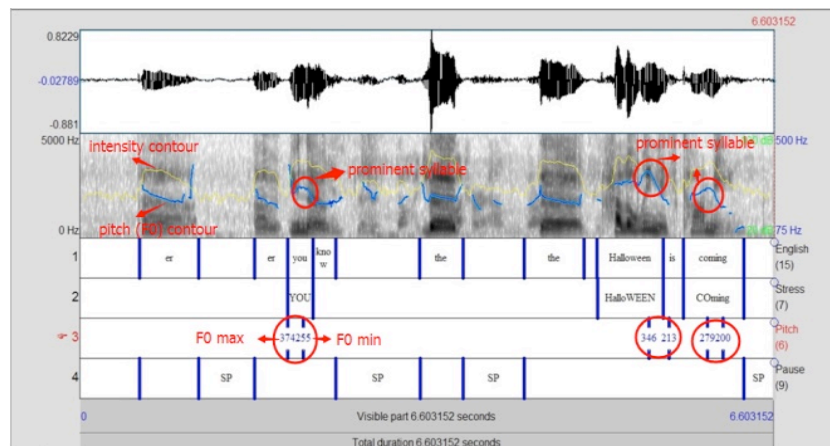 6.603152
0.8229
-0.02789
-0.881
5000 Hz
500 Hz
intensity contour
prominent syllable
prominent syllable
pitch (F0) contour
0 Hz
75 Hz
1
er
er
you
kno
w
the
the
Halloween
is
coming
English
(15)
2
YOU
HalloWEEN
COming
Stress
(7)
3
F0 max
374255
F0 min
346
213
279200
Pitch
(6)
4
SP
SP
SP
SP
Pause
(9)
0
Visible part 6.603152 seconds
6.603152
Total duration 6.603152 seconds